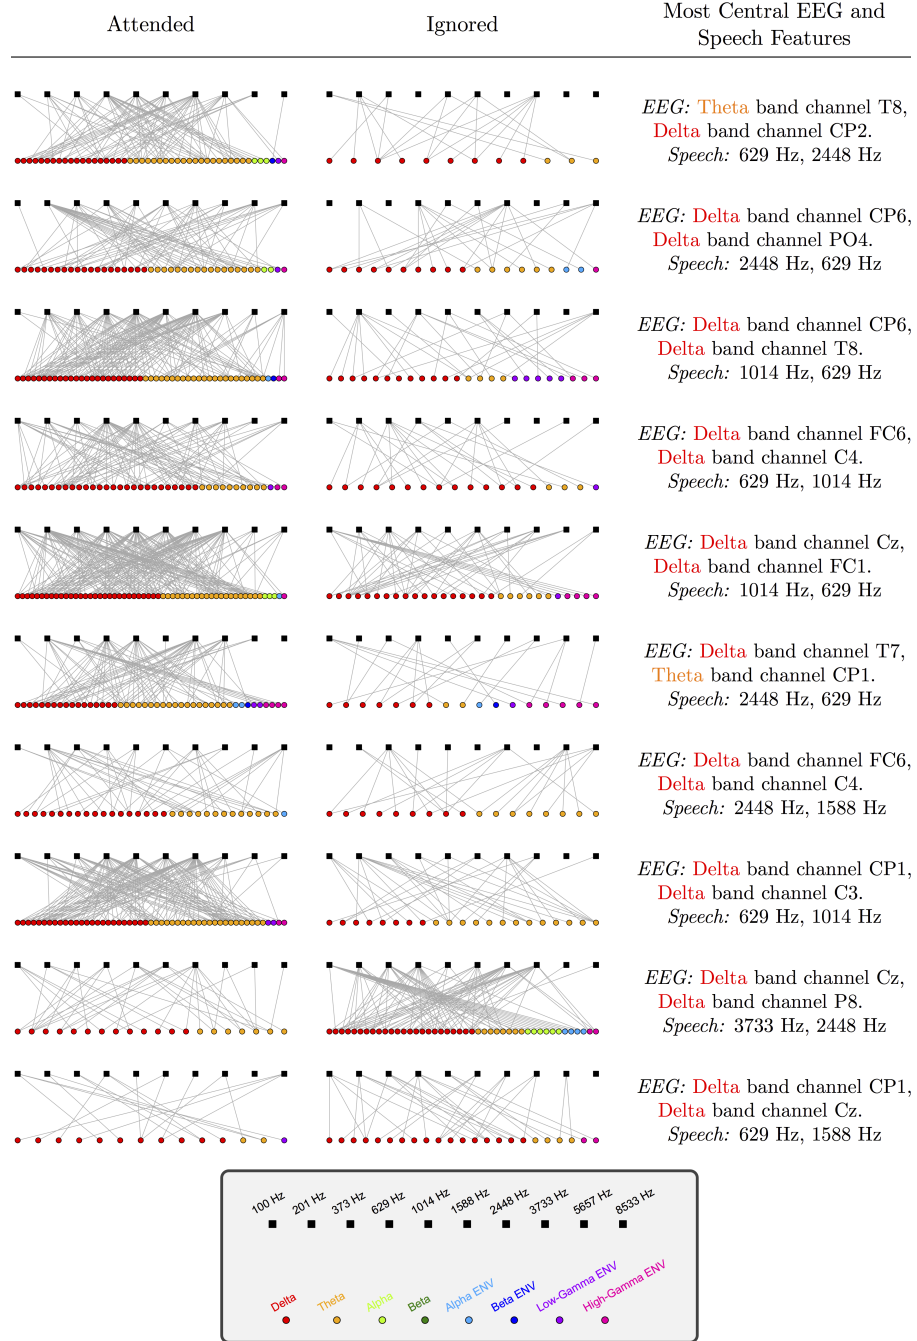 Attended
Ignored
Most Central EEG and
Speech Features
EEG: Theta band channel T8,
Delta band channel CP2.
Speech: 629 Hz, 2448 Hz
EEG: Delta band channel CP6,
Delta band channel PO4.
Speech: 2448 Hz, 629 Hz
EEG: Delta band channel CP6,
Delta band channel T8.
Speech: 1014 Hz, 629 Hz
EEG: Delta band channel FC6,
Delta band channel C4.
Speech: 629 Hz, 1014 Hz
EEG: Delta band channel Cz,
Delta band channel FC1.
Speech: 1014 Hz, 629 Hz
EEG: Delta band channel T7,
Theta band channel CP1.
Speech: 2448 Hz, 629 Hz
EEG: Delta band channel FC6,
Delta band channel C4.
Speech: 2448 Hz, 1588 Hz
EEG: Delta band channel CP1,
Delta band channel C3.
Speech: 629 Hz, 1014 Hz
EEG: Delta band channel Cz,
Delta band channel P8.
Speech: 3733 Hz, 2448 Hz
EEG: Delta band channel CP1,
Delta band channel Cz.
Speech: 629 Hz, 1588 Hz
100 Hz
201 Hz
373 Hz
629 Hz
1014 Hz
1588 Hz
2448 Hz
3733 Hz
5657 Hz
8533 Hz
Delta
Theta
Alpha
Beta
Alpha ENV
Beta ENV
Low-Gamma ENV
High-Gamma ENV